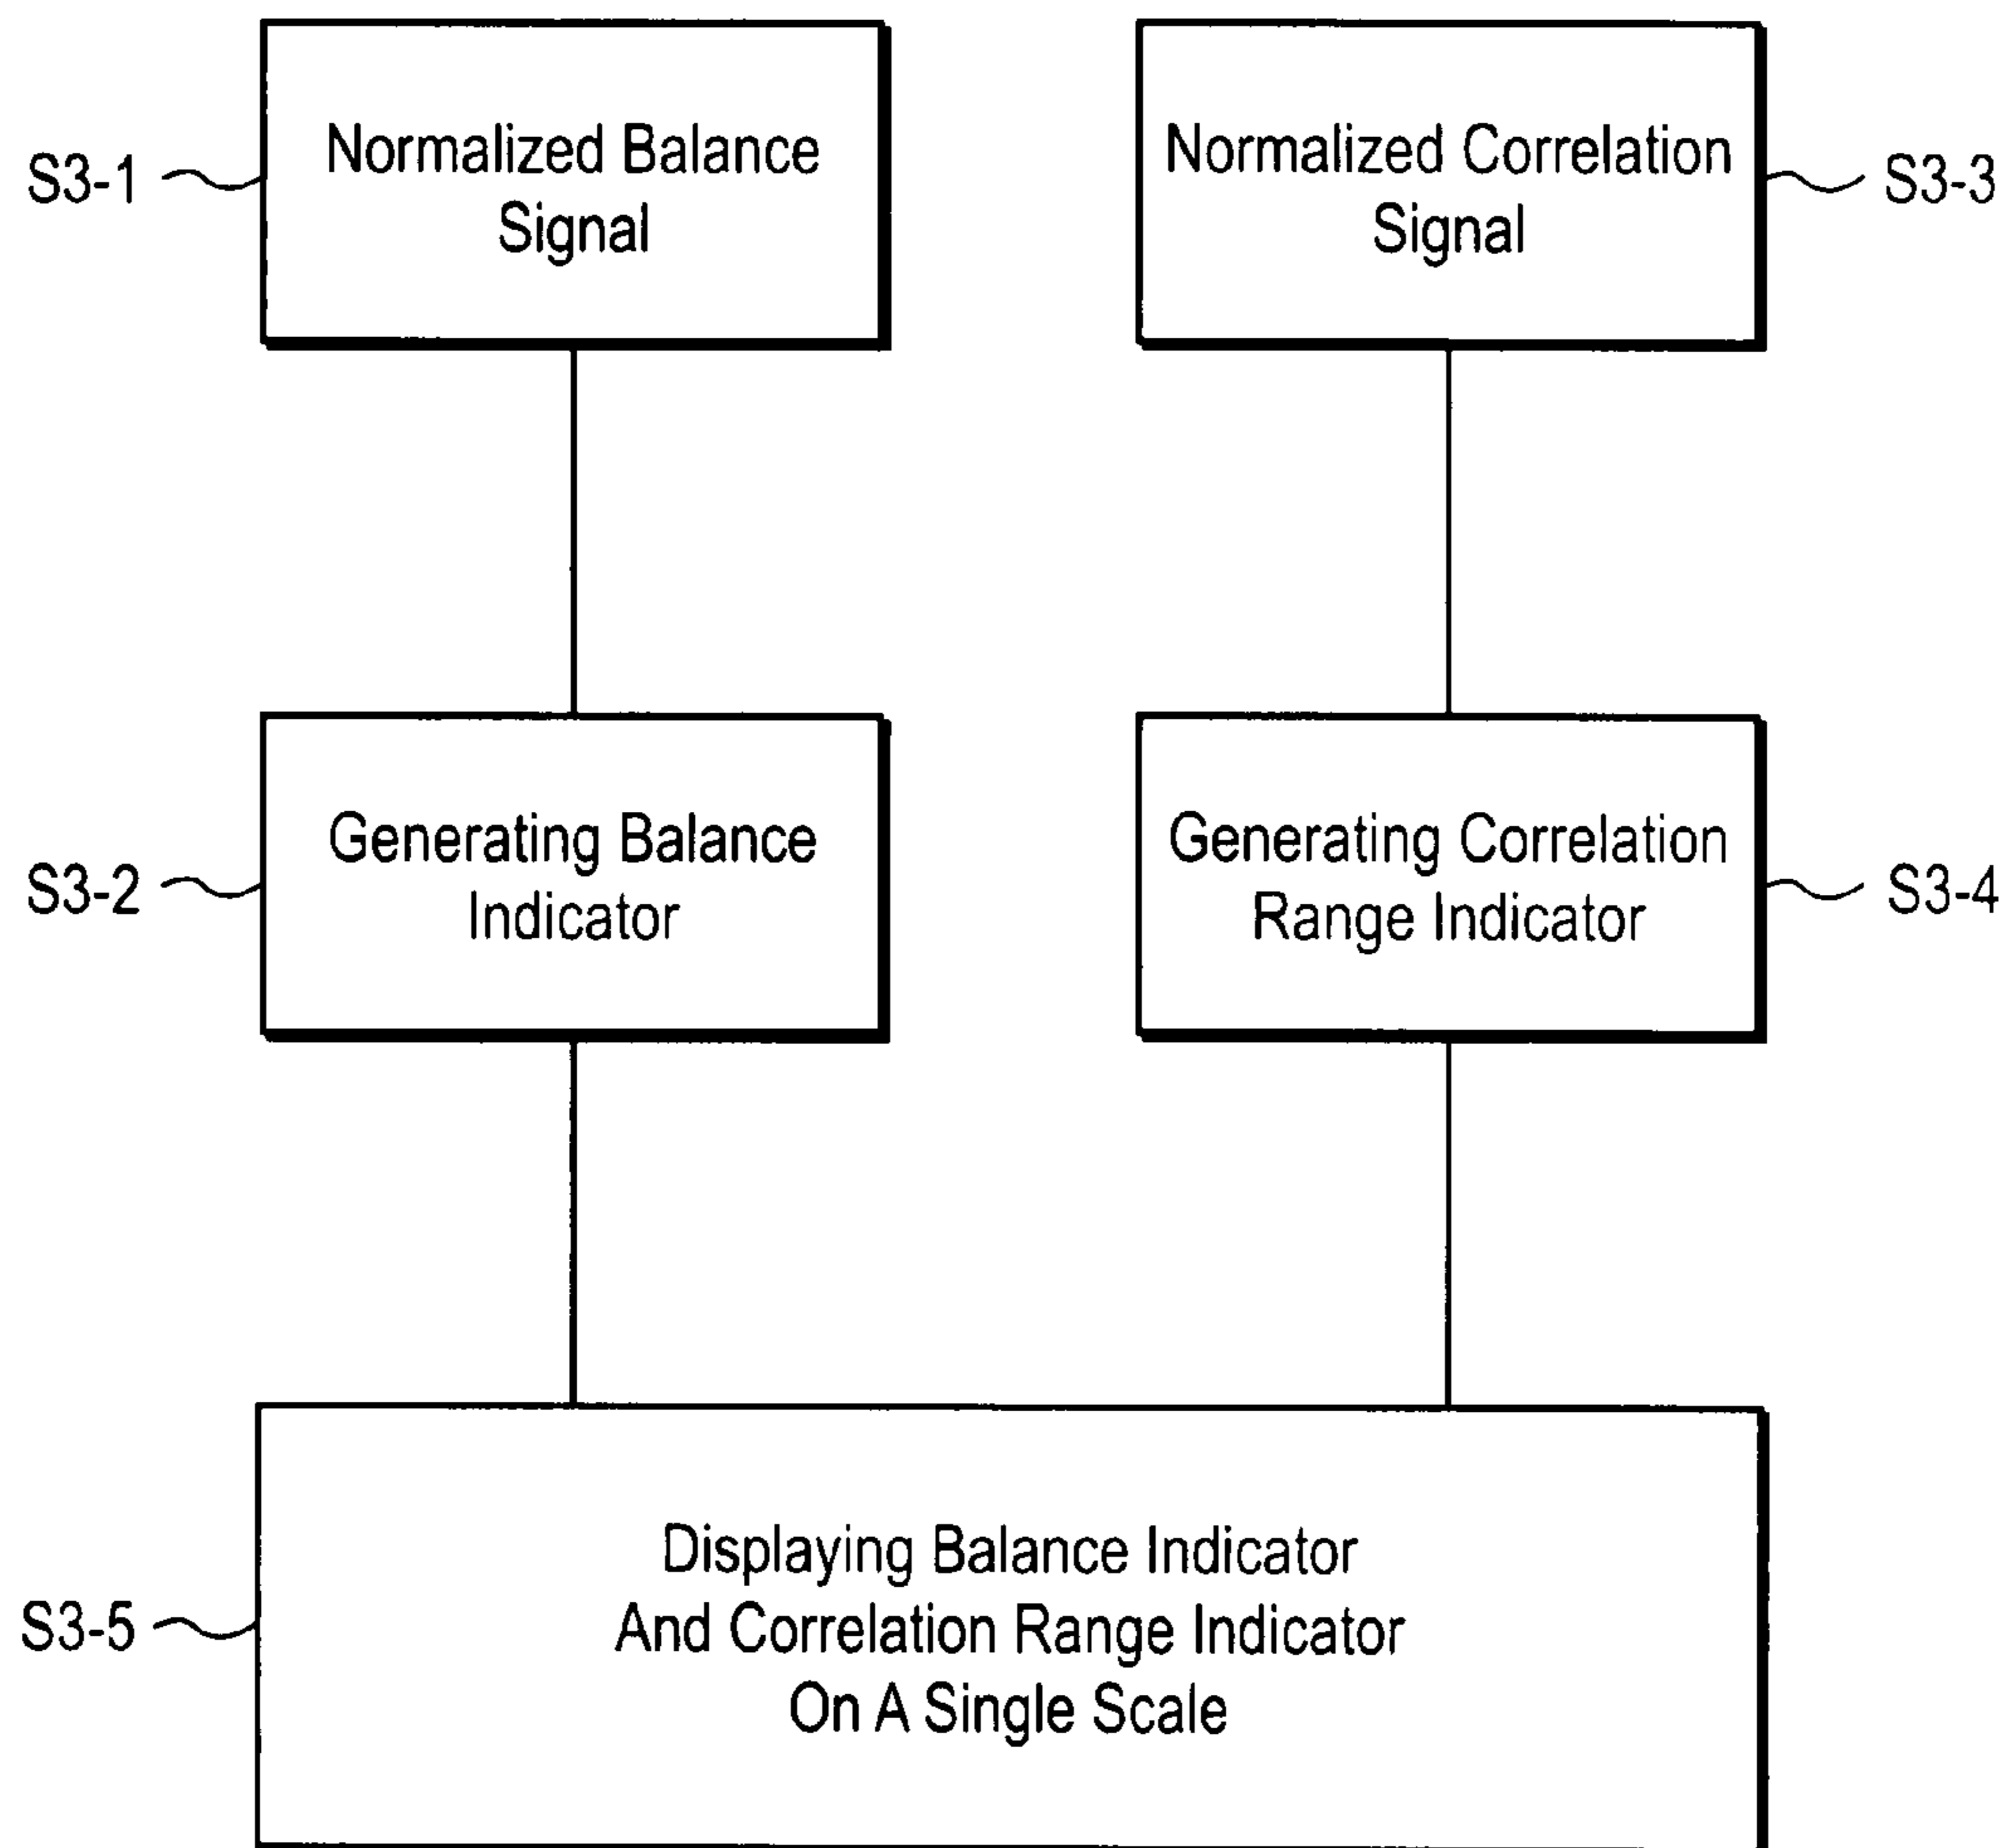 S3-1
Normalized Balance
Signal
Normalized Correlation
Signal
S3-3
S3-2
Generating Balance
Indicator
Generating Correlation
Range Indicator
S3-4
S3-5
Displaying Balance Indicator
And Correlation Range Indicator
On A Single Scale